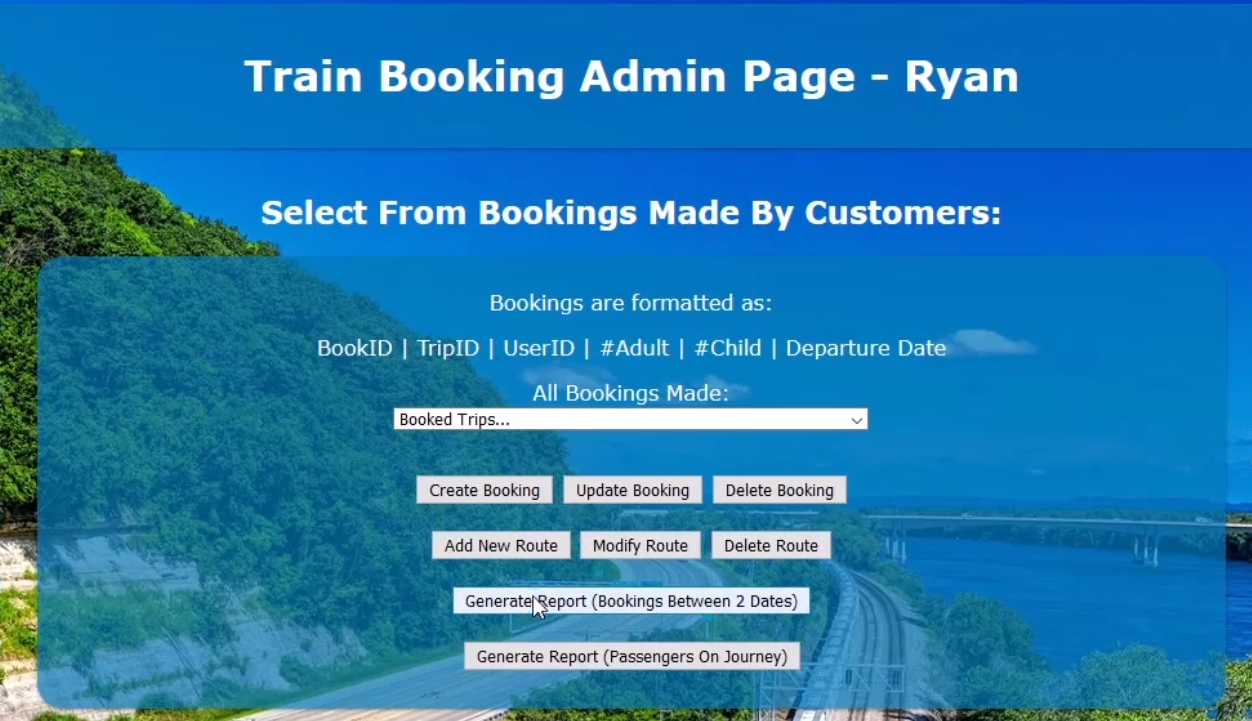 Train Booking Admin Page - Ryan
Select From Bookings Made By Customers:
Bookings are formatted as:
BookID | TripID | UserID | #Adult | #Child | Departure Date
All Bookings Made:
Booked Trips...
Create Booking Update Booking Delete Booking
Add New Route Modify Route Delete Route
Generate Report (Bookings Between 2 Dates)
Generate Report (Passengers On Journey)